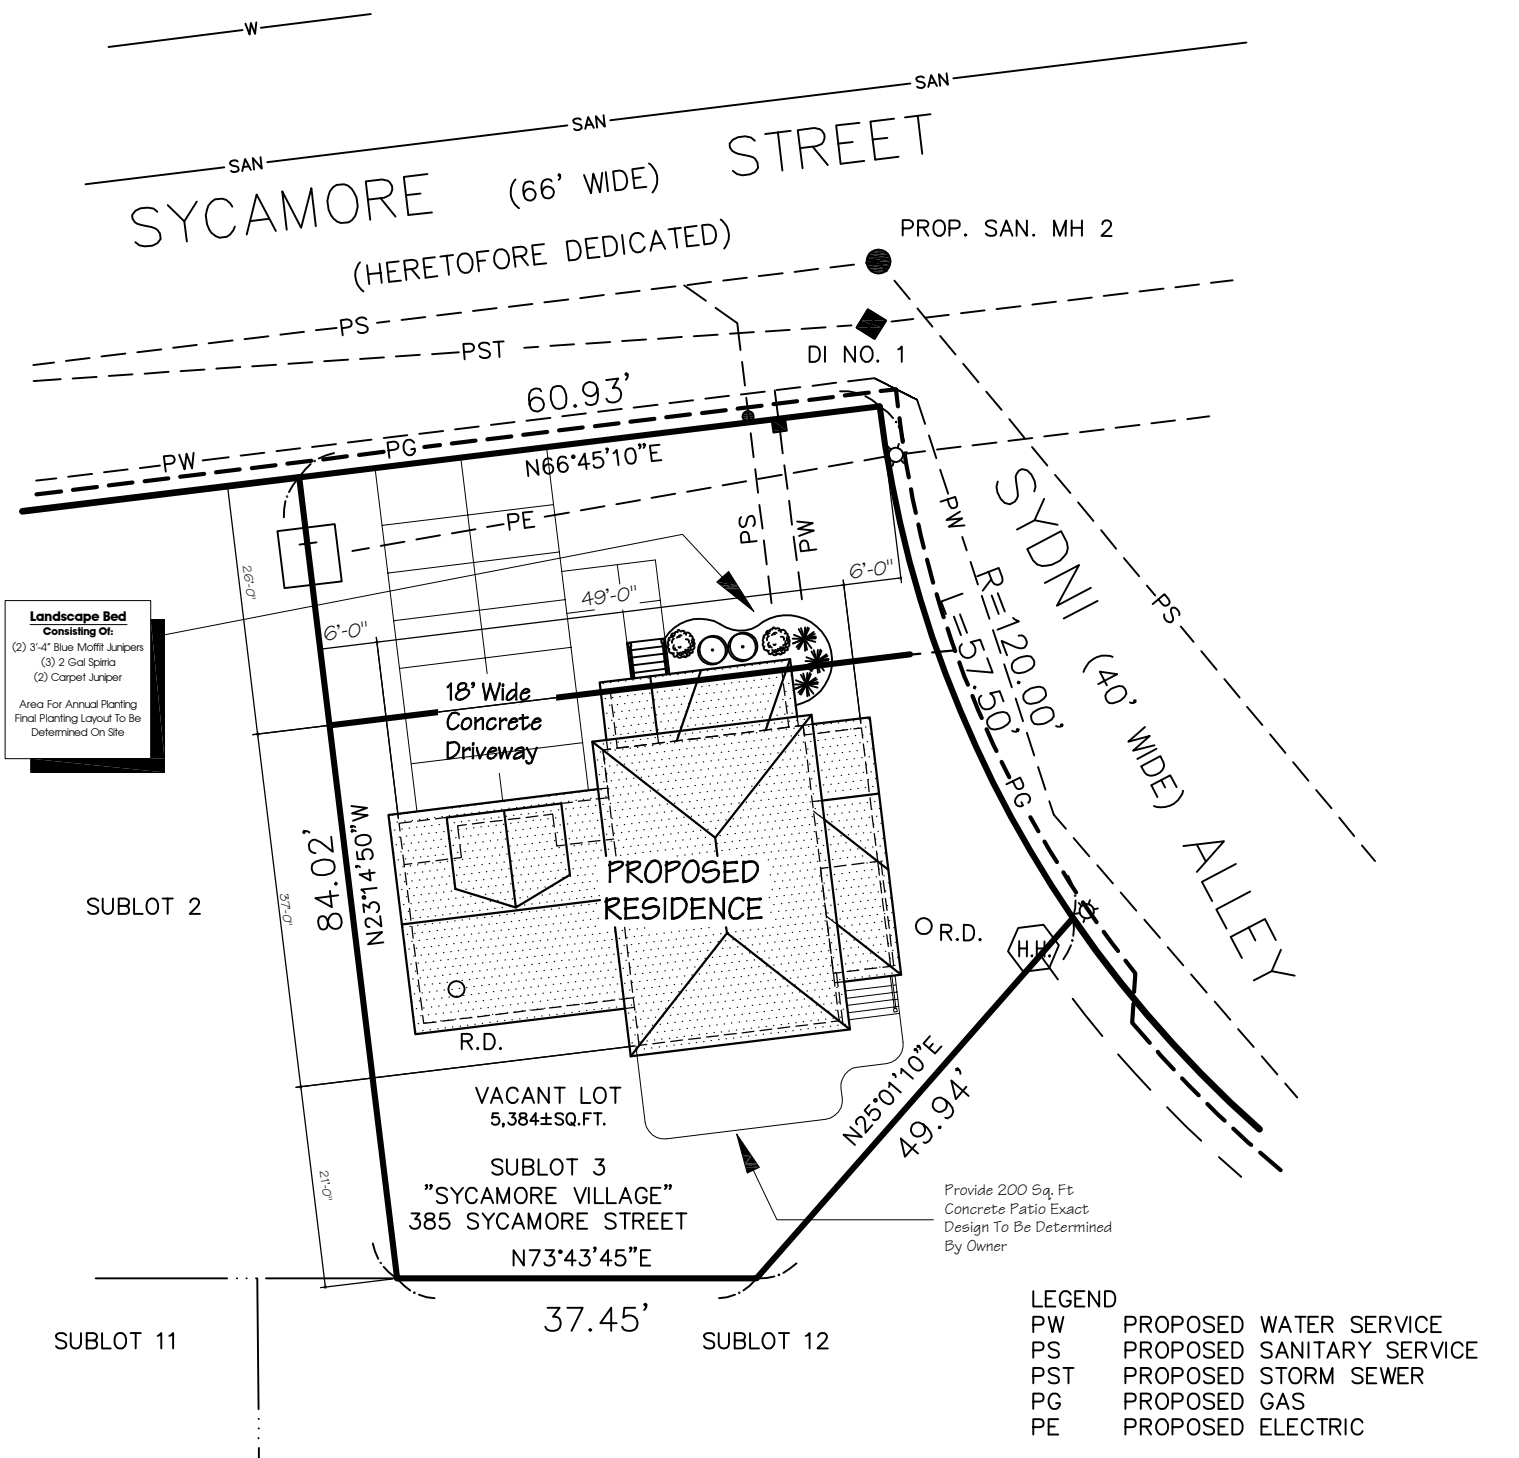 W
SAN
SAN
SAN
SYCAMORE (66' WIDE) STREET
(HERETOFORE DEDICATED)
PROP. SAN. MH 2
PS
PST
DI NO. 1
60.93'
PW
PG
N66°45'10"E
PE
PS
PW
PW
SYDNI (40' WIDE) ALLEY
R=120.00'
L=57.50'
PS
PG
26'-0"
6'-0"
49'-0"
6'-0"
Landscape Bed
Consisting Of:
(2) 3'-4" Blue Moffit Junipers
(3) 2 Gal Spirria
(2) Carpet Juniper
Area For Annual Planting
Final Planting Layout To Be
Determined On Site
18' Wide
Concrete
Driveway
84.02'
N23°14'50"W
37'-0"
SUBLOT 2
PROPOSED
RESIDENCE
R.D.
H.H.
R.D.
VACANT LOT
5,384±SQ.FT.
N25°01'10"E
49.94'
21'-0"
SUBLOT 3
"SYCAMORE VILLAGE"
385 SYCAMORE STREET
N73°43'45"E
37.45'
Provide 200 Sq. Ft
Concrete Patio Exact
Design To Be Determined
By Owner
SUBLOT 11
SUBLOT 12
LEGEND
PW PROPOSED WATER SERVICE
PS PROPOSED SANITARY SERVICE
PST PROPOSED STORM SEWER
PG PROPOSED GAS
PE PROPOSED ELECTRIC